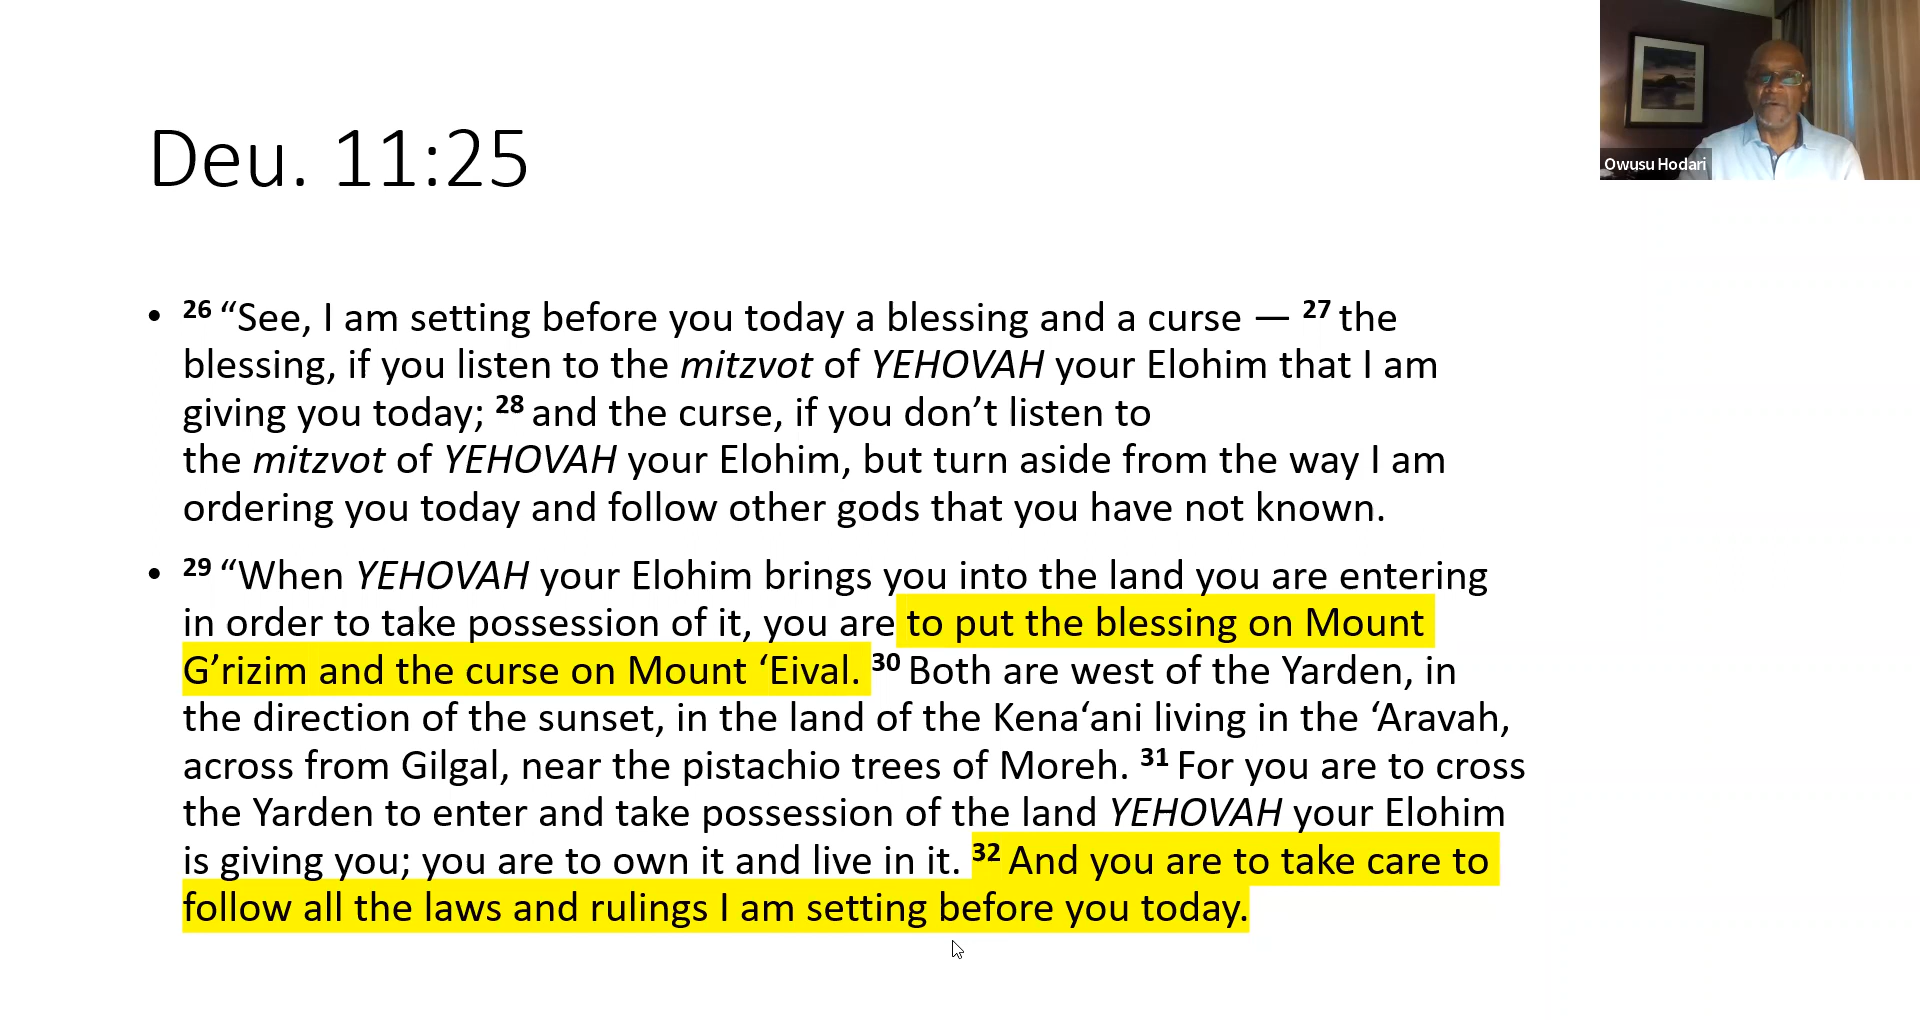 Deu. 11:25
Owusu Hodari
• 26 “See, I am setting before you today a blessing and a curse — 27 the
blessing, if you listen to the mitzvot of YEHOVAH your Elohim that I am
giving you today; 28 and the curse, if you don’t listen to
the mitzvot of YEHOVAH your Elohim, but turn aside from the way I am
ordering you today and follow other gods that you have not known.
• 29 “When YEHOVAH your Elohim brings you into the land you are entering
in order to take possession of it, you are to put the blessing on Mount
G’rizim and the curse on Mount ‘Eival. 30 Both are west of the Yarden, in
the direction of the sunset, in the land of the Kena‘ani living in the ‘Aravah,
across from Gilgal, near the pistachio trees of Moreh. 31 For you are to cross
the Yarden to enter and take possession of the land YEHOVAH your Elohim
is giving you; you are to own it and live in it. 32 And you are to take care to
follow all the laws and rulings I am setting before you today.